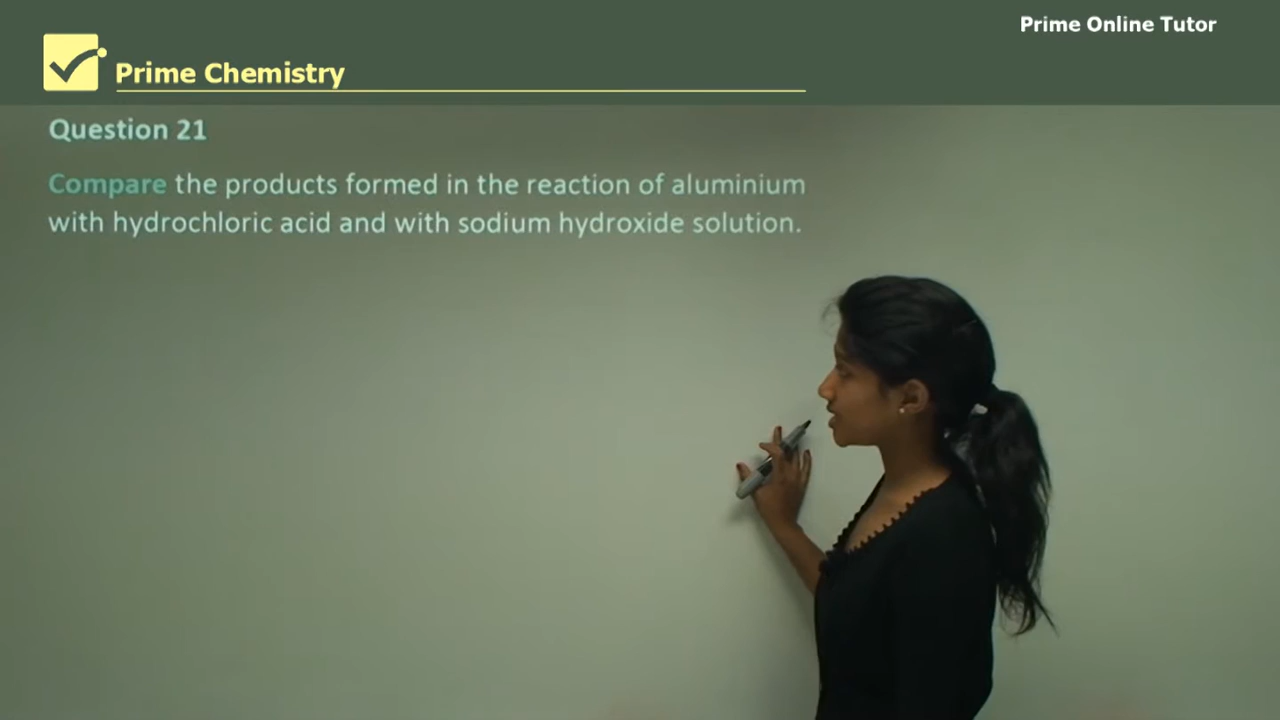 Prime Online Tutor
Prime Chemistry
Question 21
Compare the products formed in the reaction of aluminium
with hydrochloric acid and with sodium hydroxide solution.